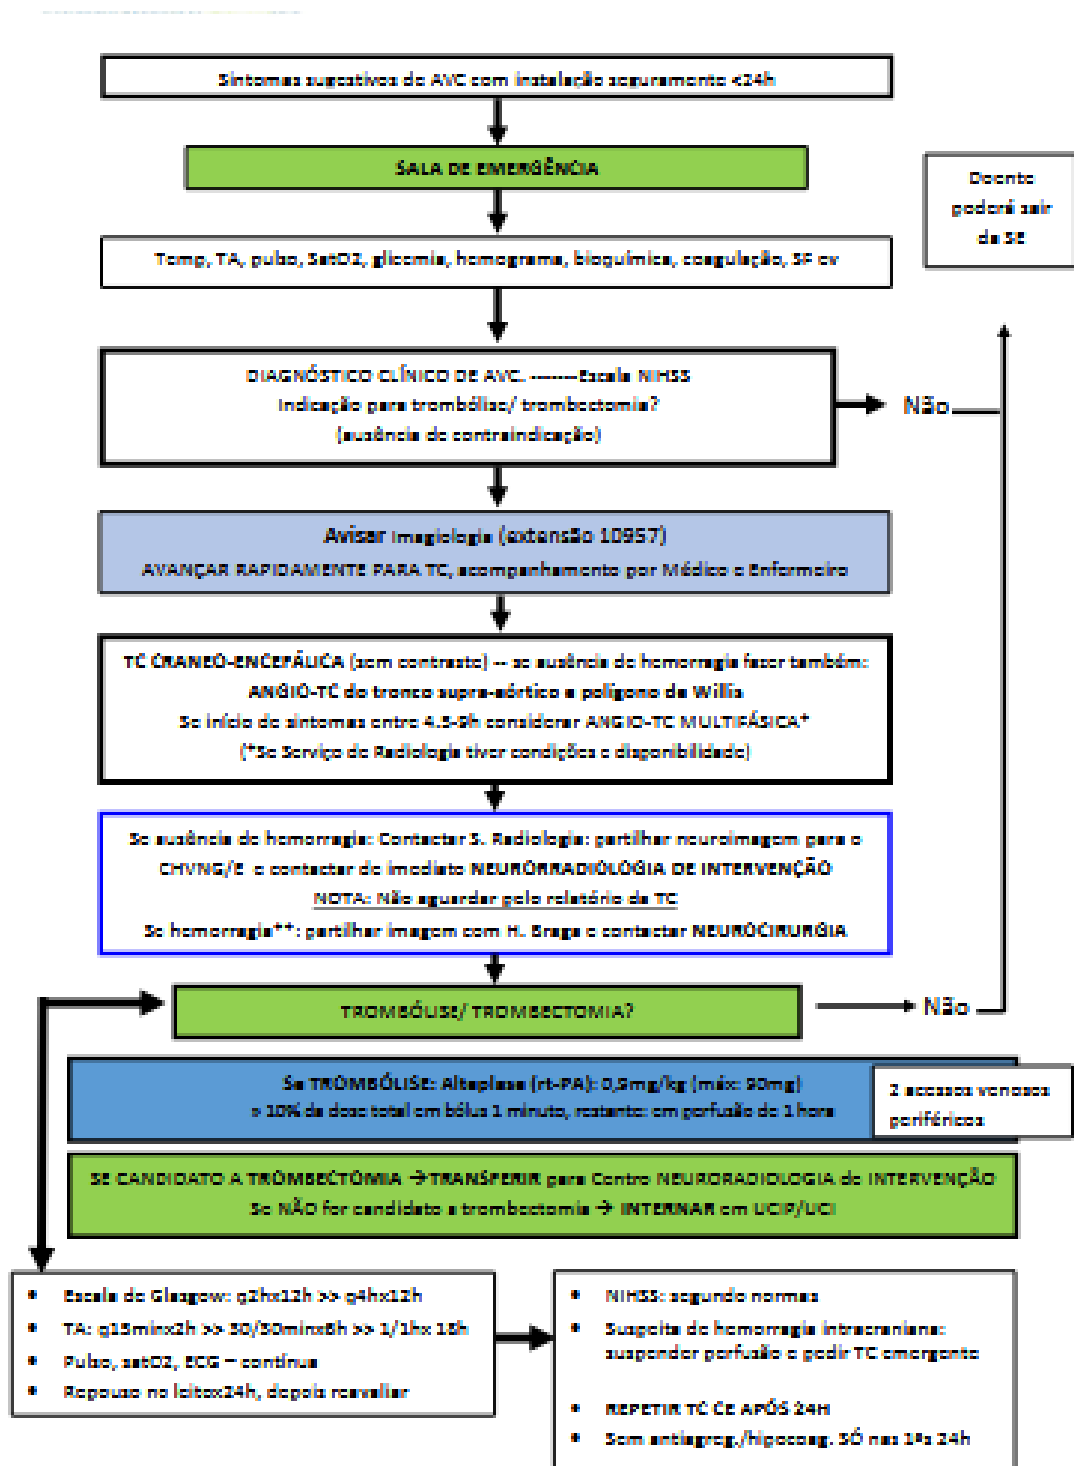 Sintomas sugestivos de AVC com instalação seguramente <24h
SALA DE EMERGÊNCIA
Doente
poderá sair
da SE
Temp, TA, pulso, SatO2, glicemia, hemograma, bioquímica, coagulação, SF ev
DIAGNÓSTICO CLÍNICO DE AVC. -------Escala NIHSS
Indicação para trombólise/ trombectomia?
(ausência de contraindicação)
Não
Avisar Imagiologia (extensão 10957)
AVANÇAR RAPIDAMENTE PARA TC, acompanhamento por Médico e Enfermeiro
TC CRANEO-ENCEFÁLICA (sem contraste) -- se ausência de hemorragia fazer também:
ANGIO-TC do tronco supra-aórtico e polígono de Willis
Se início de sintomas entre 4.5-9h considerar ANGIO-TC MULTIFÁSICA*
(*Se Serviço de Radiologia tiver condições e disponibilidade)
Se ausência de hemorragia: Contactar S. Radiologia: partilhar neuroimagem para o
CHVNG/E e contactar de imediato NEURORRADIOLOGIA DE INTERVENÇÃO
NOTA: Não aguardar pelo relatório da TC
Se hemorragia**: partilhar imagem com H. Braga e contactar NEUROCIRURGIA
TROMBÓLISE/ TROMBECTOMIA?
Não
Se TROMBÓLISE: Alteplase (rt-PA): 0,9mg/kg (máx: 90mg)
» 10% da dose total em bólus 1 minuto, restante: em perfusão de 1 hora
2 acessos venosos
periféricos
SE CANDIDATO A TROMBECTOMIA → TRANSFERIR para Centro NEURORADIOLOGIA de INTERVENÇÃO
Se NÃO for candidato a trombectomia → INTERNAR em UCIP/UCI
• Escala de Glasgow: q2hx12h >> q4hx12h
• TA: q15minx2h >> 30/30minx6h >> 1/1hx 16h
• Pulso, satO2, ECG – contínua
• Repouso no leitox24h, depois reavaliar
• NIHSS: segundo normas
• Suspeita de hemorragia intracraniana:
suspender perfusão e pedir TC emergente
• REPETIR TC CE APÓS 24H
• Sem antiagreg./hipocoag. SÓ nas 1ªs 24h